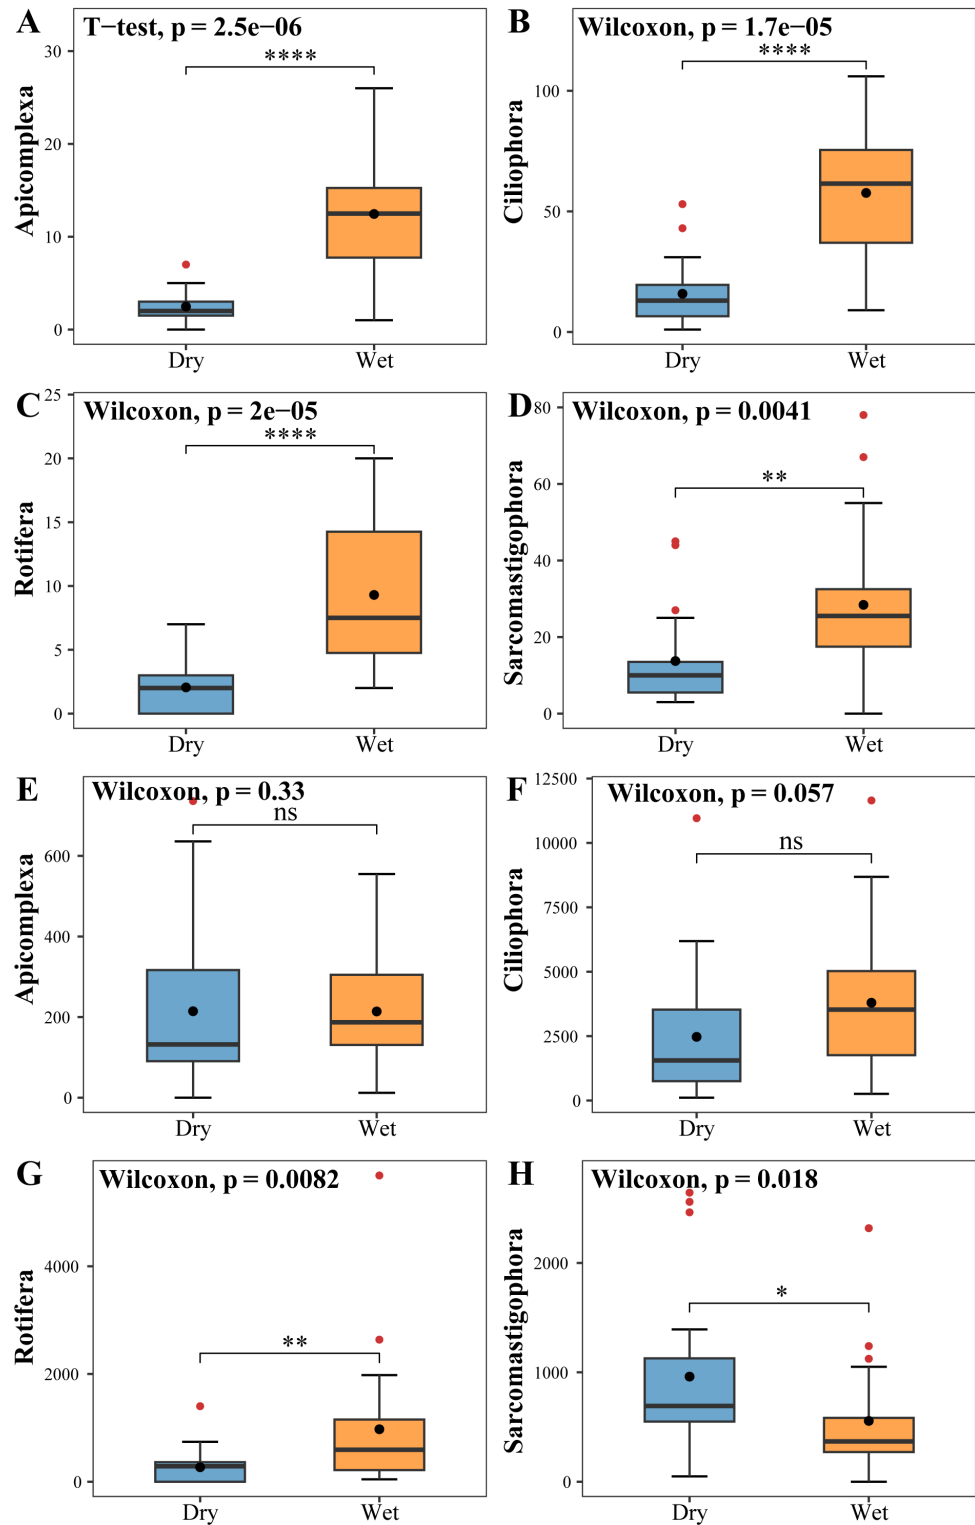 A
T−test, p = 2.5e−06
****
Apicomplexa
30
20
10
0
Dry
Wet
B
Wilcoxon, p = 1.7e−05
****
Ciliophora
100
50
0
Dry
Wet
C
Wilcoxon, p = 2e−05
****
Rotifera
25
20
15
10
5
0
Dry
Wet
D
Wilcoxon, p = 0.0041
**
Sarcomastigophora
80
60
40
20
0
Dry
Wet
E
Wilcoxon, p = 0.33
ns
Apicomplexa
600
400
200
0
Dry
Wet
F
Wilcoxon, p = 0.057
ns
Ciliophora
12500
10000
7500
5000
2500
0
Dry
Wet
G
Wilcoxon, p = 0.0082
**
Rotifera
4000
2000
0
Dry
Wet
H
Wilcoxon, p = 0.018
*
Sarcomastigophora
2000
1000
0
Dry
Wet